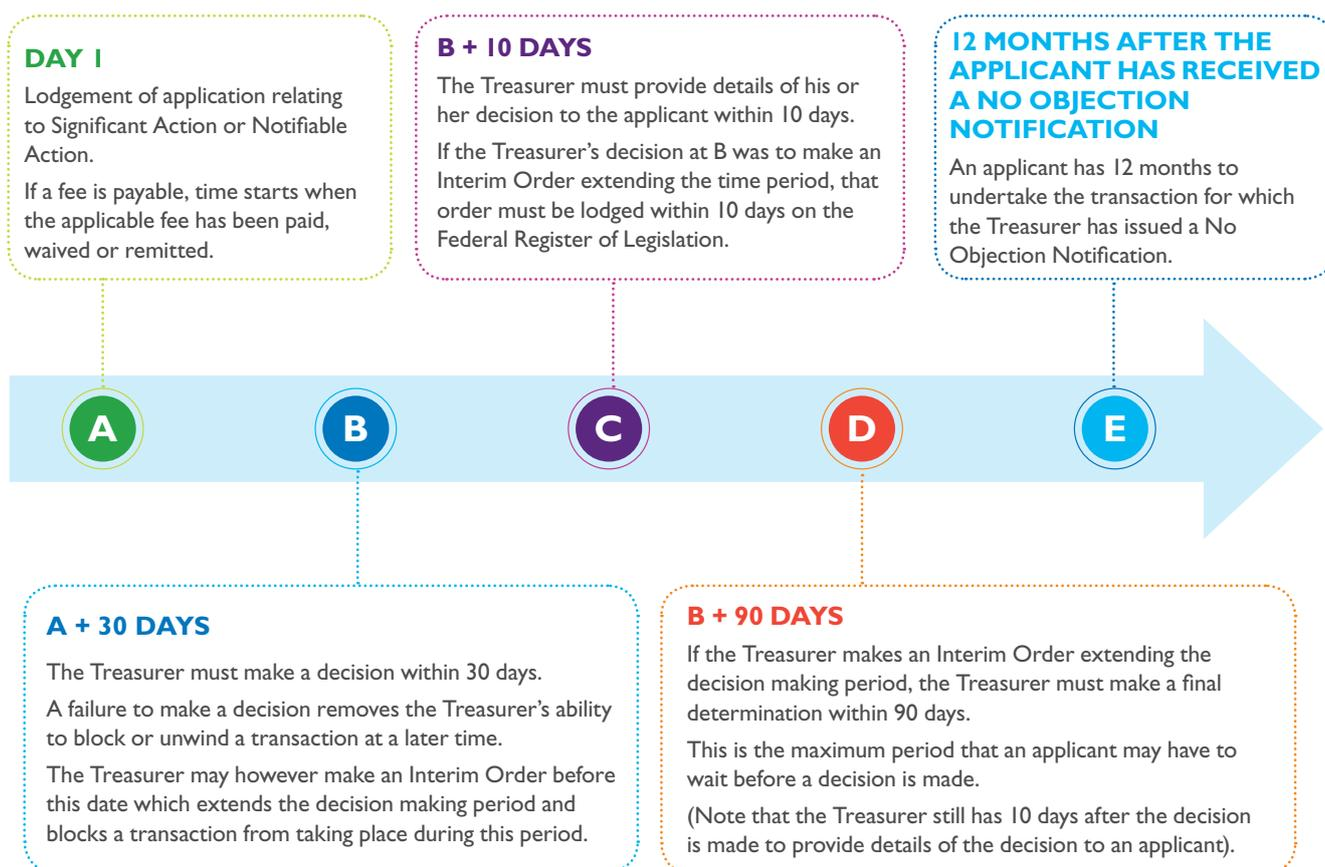 DAY 1
Lodgement of application relating
to Significant Action or Notifiable
Action.
If a fee is payable, time starts when
the applicable fee has been paid,
waived or remitted.
B + 10 DAYS
The Treasurer must provide details of his or
her decision to the applicant within 10 days.
If the Treasurer’s decision at B was to make an
Interim Order extending the time period, that
order must be lodged within 10 days on the
Federal Register of Legislation.
12 MONTHS AFTER THE
APPLICANT HAS RECEIVED
A NO OBJECTION
NOTIFICATION
An applicant has 12 months to
undertake the transaction for which
the Treasurer has issued a No
Objection Notification.
A
B
C
D
E
A + 30 DAYS
The Treasurer must make a decision within 30 days.
A failure to make a decision removes the Treasurer’s ability
to block or unwind a transaction at a later time.
The Treasurer may however make an Interim Order before
this date which extends the decision making period and
blocks a transaction from taking place during this period.
B + 90 DAYS
If the Treasurer makes an Interim Order extending the
decision making period, the Treasurer must make a final
determination within 90 days.
This is the maximum period that an applicant may have to
wait before a decision is made.
(Note that the Treasurer still has 10 days after the decision
is made to provide details of the decision to an applicant).